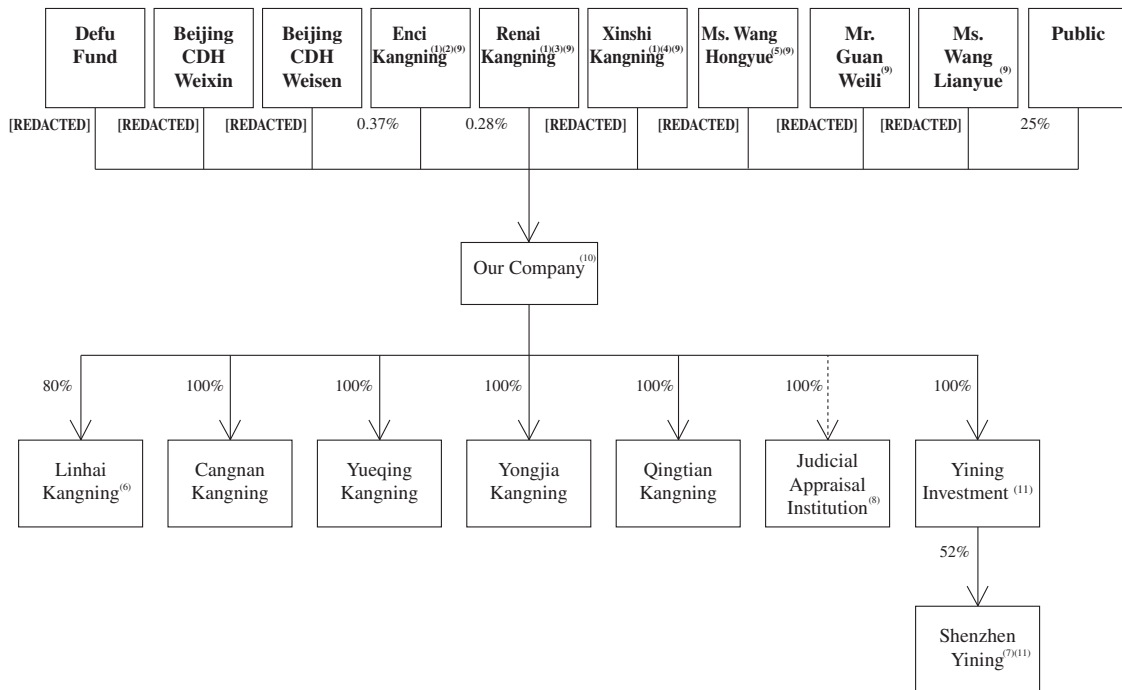 Defu
Fund
Beijing
CDH
Weixin
Beijing
CDH
Weisen
Enci
Kangning(1)(2)(9)
Renai
Kangning(1)(3)(9)
Xinshi
Kangning(1)(4)(9)
Ms. Wang
Hongyue(5)(9)
Mr.
Guan
Weili(9)
Ms.
Wang
Lianyue(9)
Public
[REDACTED]
[REDACTED]
[REDACTED]
0.37%
0.28%
[REDACTED]
[REDACTED]
[REDACTED]
[REDACTED]
25%
Our Company(10)
80%
100%
100%
100%
100%
100%
100%
Linhai
Kangning(6)
Cangnan
Kangning
Yueqing
Kangning
Yongjia
Kangning
Qingtian
Kangning
Judicial
Appraisal
Institution(8)
Yining
Investment (11)
52%
Shenzhen
Yining(7)(11)